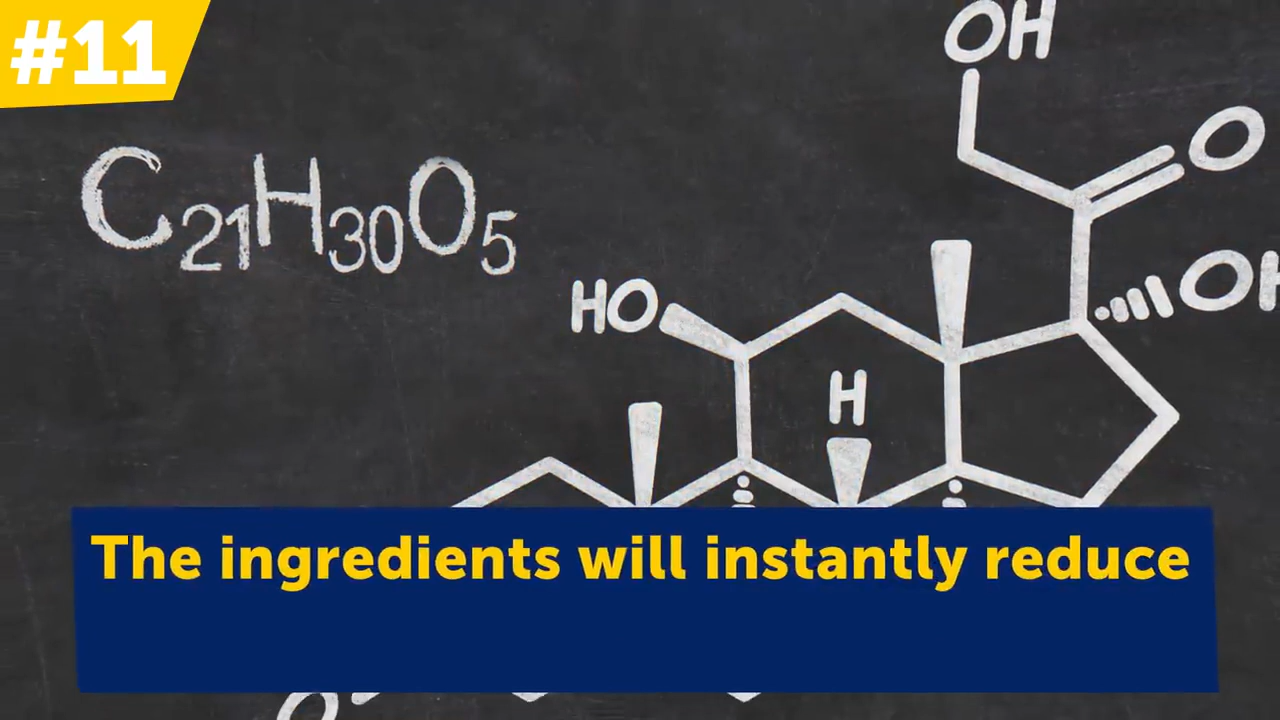 #11
OH
O
C21H30O5
OH
HO
H
The ingredients will instantly reduce
O